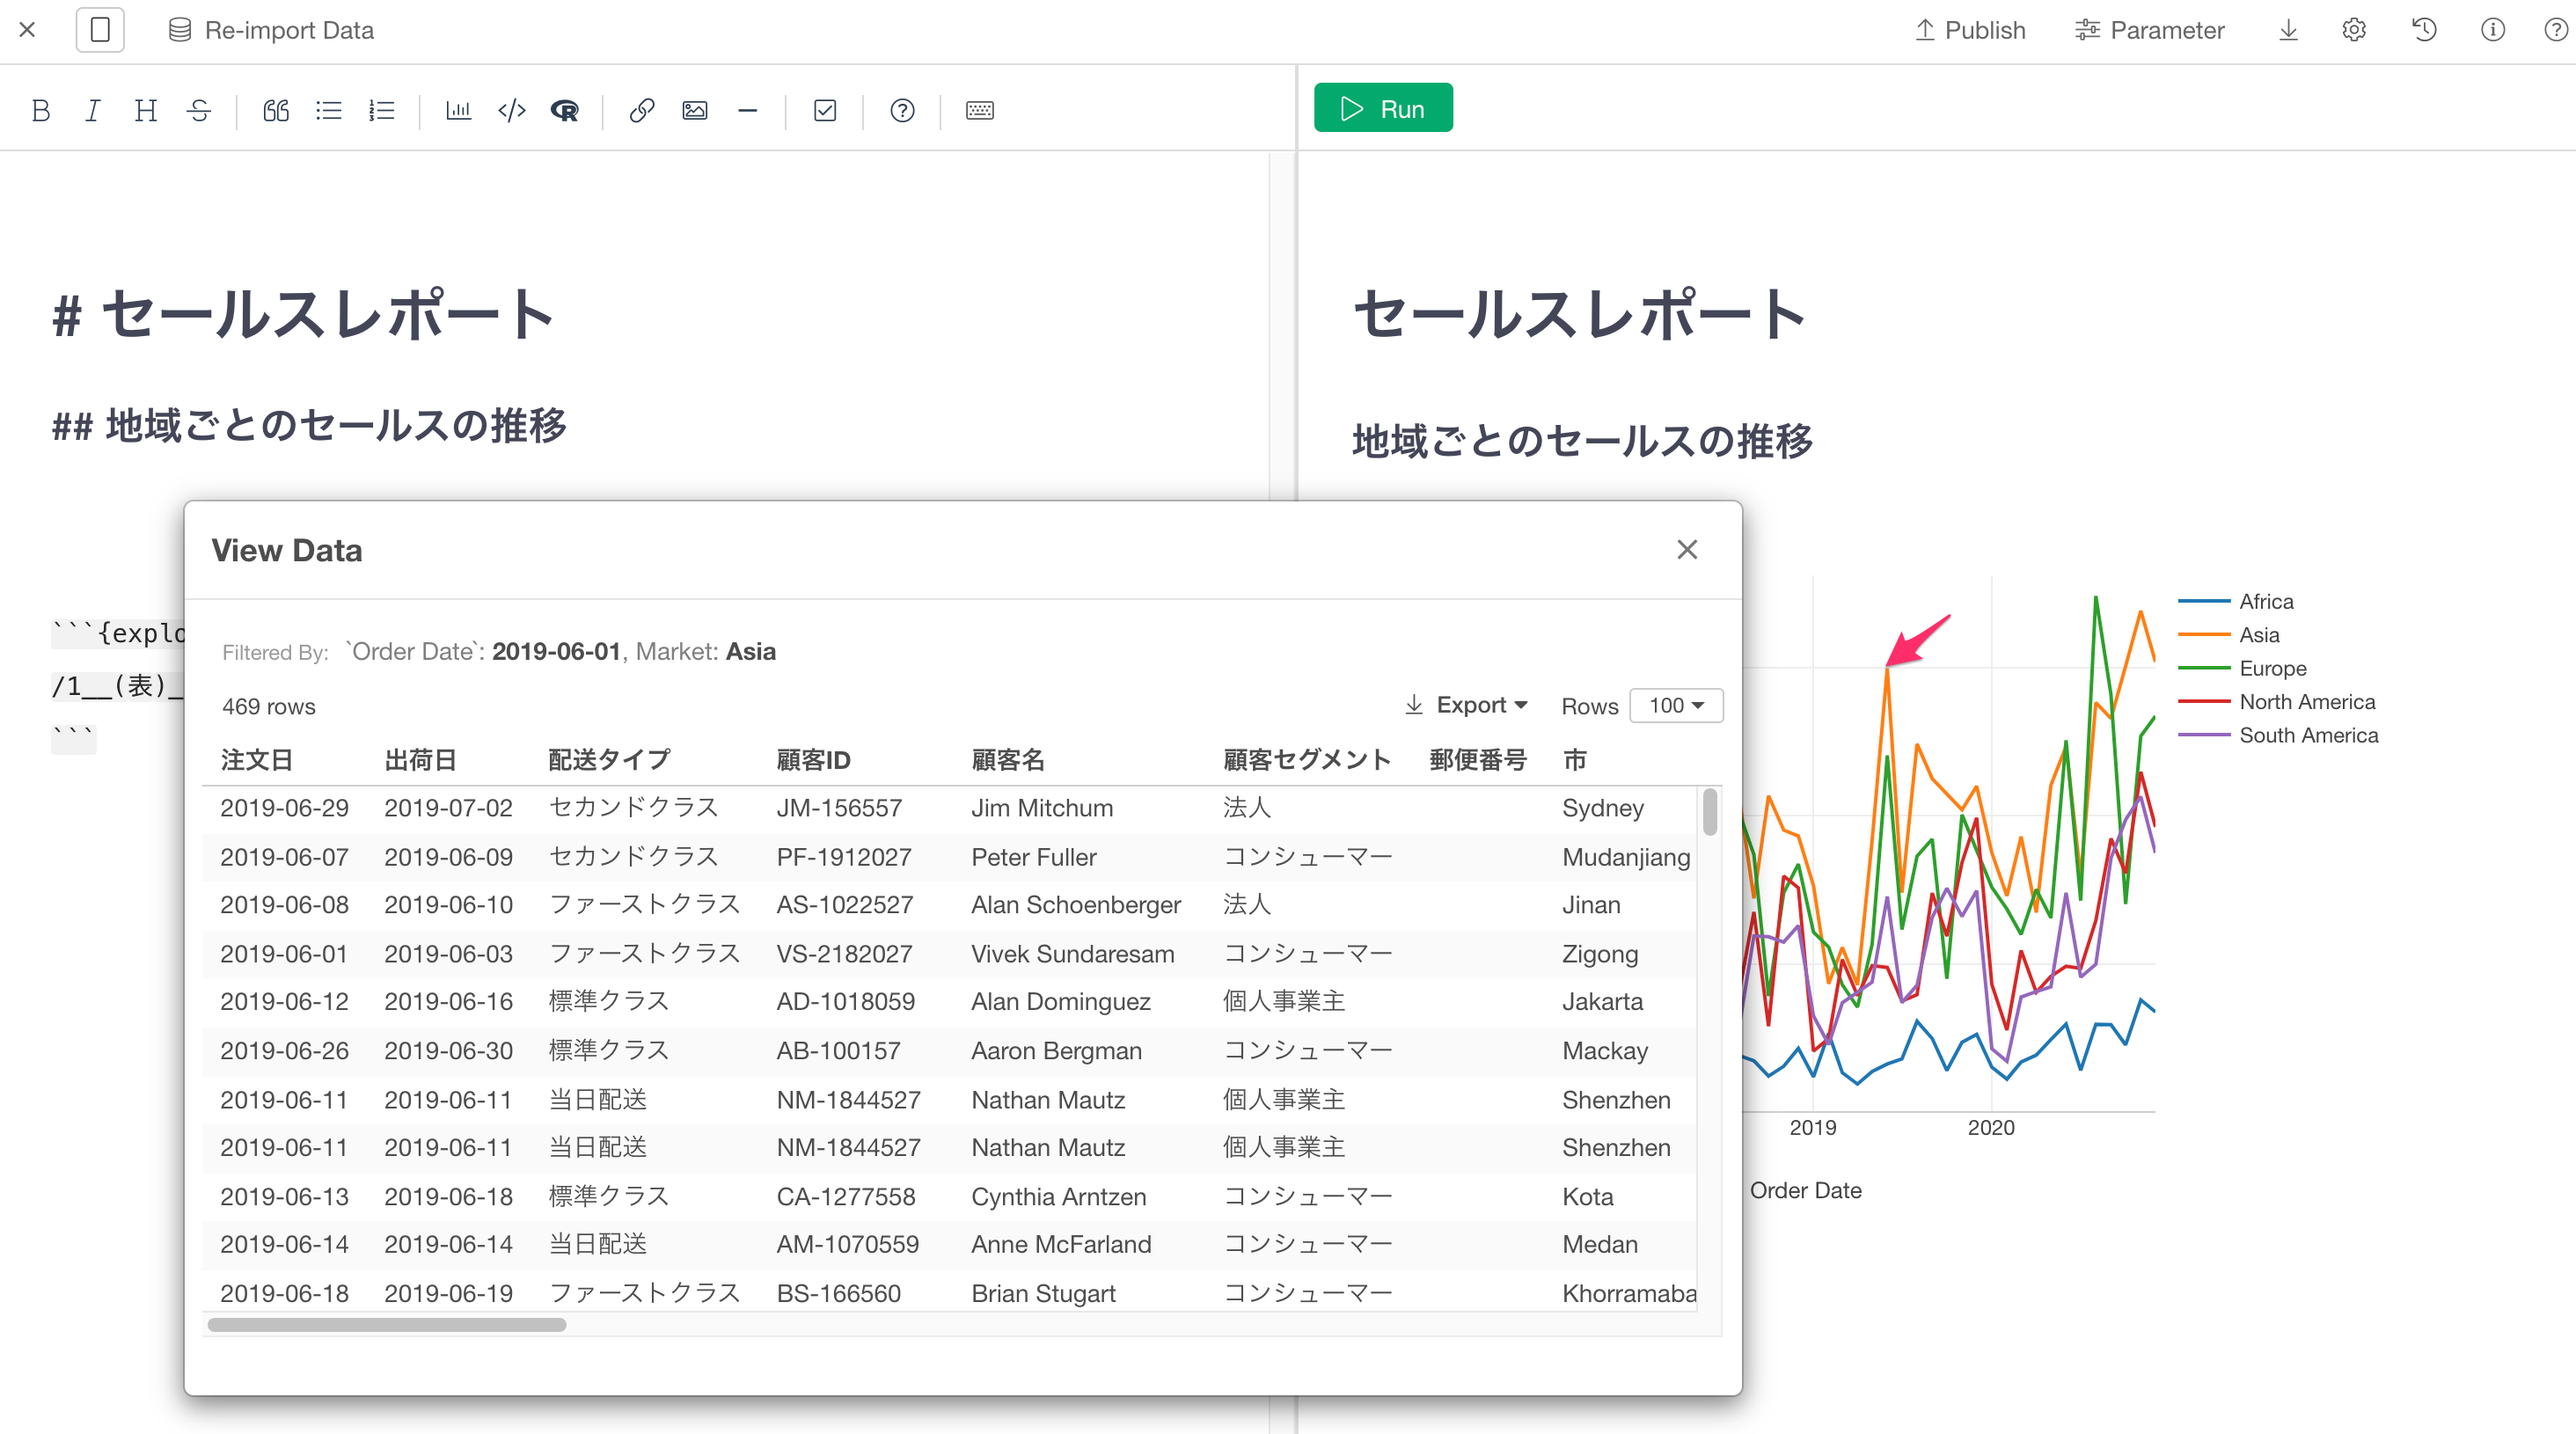 Re-import Data
Publish
Parameter
Run
# セールスレポート
## 地域ごとのセールスの推移
```{explo
/1__(表)_
```
セールスレポート
地域ごとのセールスの推移
View Data
Filtered By: `Order Date`: 2019-06-01, Market: Asia
469 rows
Export
Rows 100
注文日 出荷日 配送タイプ 顧客ID 顧客名 顧客セグメント 郵便番号 市
2019-06-29 2019-07-02 セカンドクラス JM-156557 Jim Mitchum 法人 Sydney
2019-06-07 2019-06-09 セカンドクラス PF-1912027 Peter Fuller コンシューマー Mudanjiang
2019-06-08 2019-06-10 ファーストクラス AS-1022527 Alan Schoenberger 法人 Jinan
2019-06-01 2019-06-03 ファーストクラス VS-2182027 Vivek Sundaresam コンシューマー Zigong
2019-06-12 2019-06-16 標準クラス AD-1018059 Alan Dominguez 個人事業主 Jakarta
2019-06-26 2019-06-30 標準クラス AB-100157 Aaron Bergman コンシューマー Mackay
2019-06-11 2019-06-11 当日配送 NM-1844527 Nathan Mautz 個人事業主 Shenzhen
2019-06-11 2019-06-11 当日配送 NM-1844527 Nathan Mautz 個人事業主 Shenzhen
2019-06-13 2019-06-18 標準クラス CA-1277558 Cynthia Arntzen コンシューマー Kota
2019-06-14 2019-06-14 当日配送 AM-1070559 Anne McFarland コンシューマー Medan
2019-06-18 2019-06-19 ファーストクラス BS-166560 Brian Stugart コンシューマー Khorramaba
Africa
Asia
Europe
North America
South America
2019 2020
Order Date